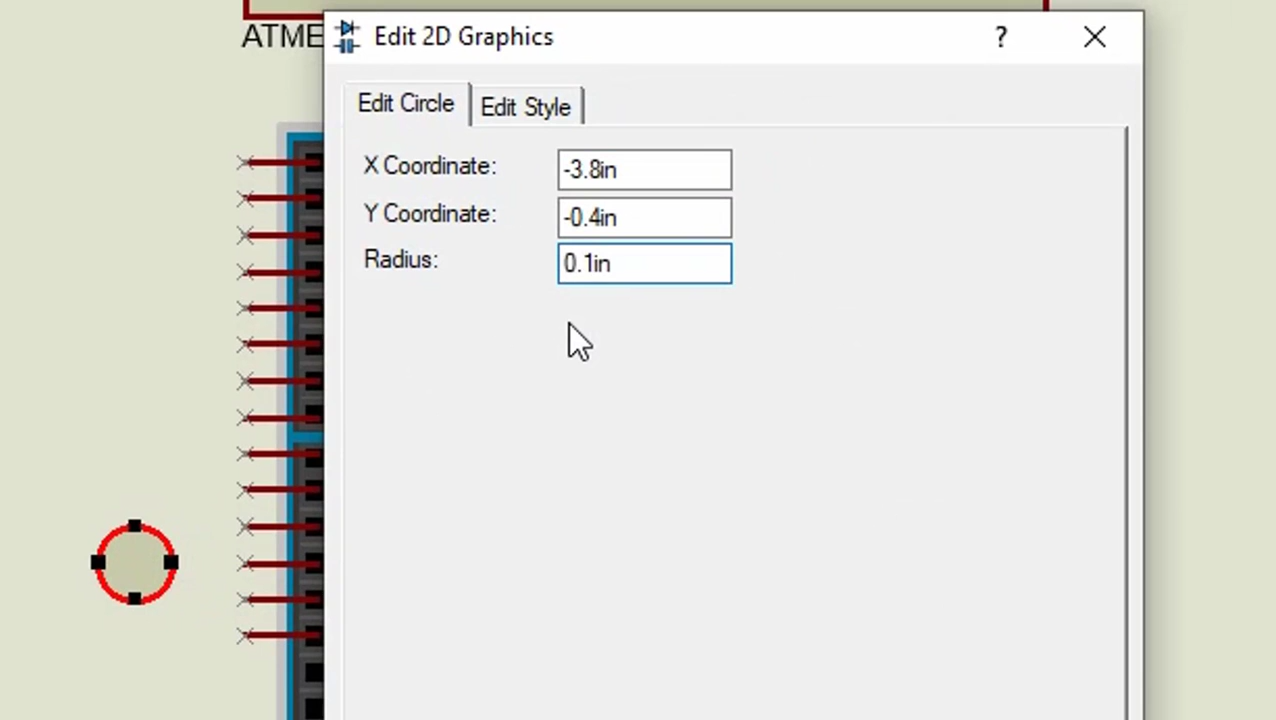 ATME
Edit 2D Graphics
?
Edit Circle
Edit Style
X Coordinate:
-3.8in
Y Coordinate:
-0.4in
Radius:
0.1in